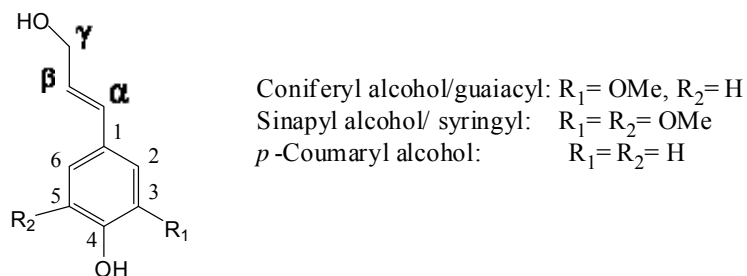 HO
γ
β
α
1
6
2
5
3
R₂
4
R₁
OH
Coniferyl alcohol/guaiacyl: R₁= OMe, R₂= H
Sinapyl alcohol/ syringyl: R₁= R₂= OMe
p -Coumaryl alcohol: R₁= R₂= H